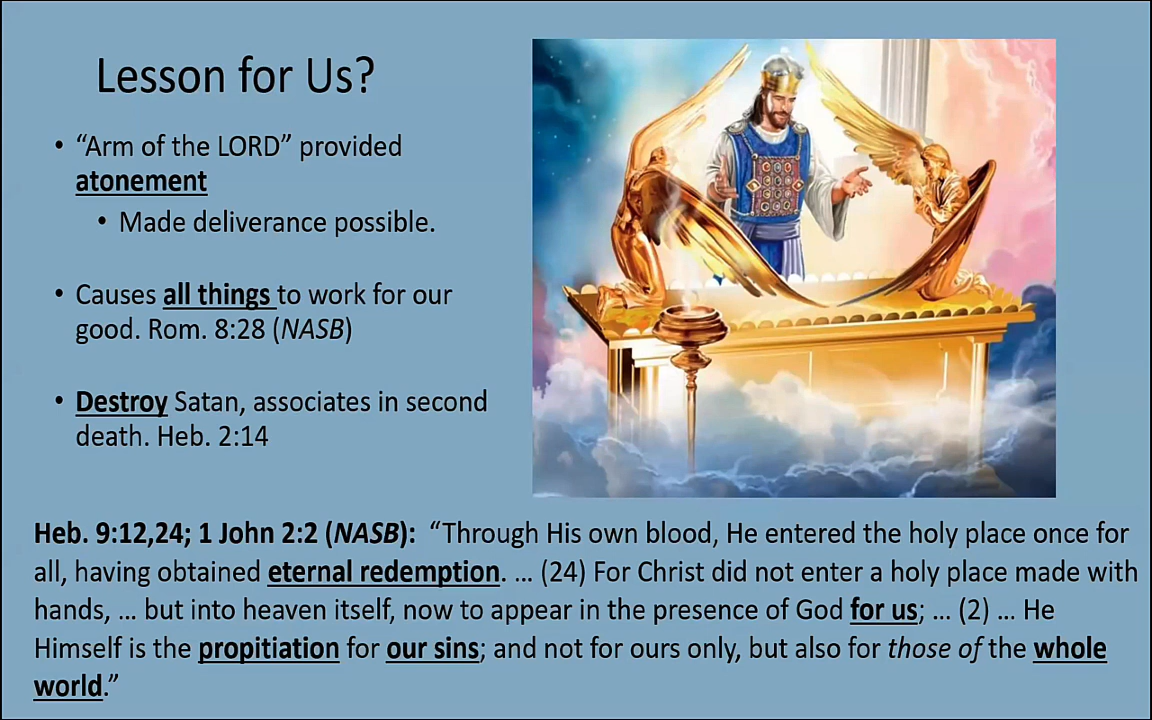 Lesson for Us?
• “Arm of the LORD” provided
atonement
• Made deliverance possible.
• Causes all things to work for our
good. Rom. 8:28 (NASB)
• Destroy Satan, associates in second
death. Heb. 2:14
Heb. 9:12,24; 1 John 2:2 (NASB): “Through His own blood, He entered the holy place once for
all, having obtained eternal redemption. … (24) For Christ did not enter a holy place made with
hands, … but into heaven itself, now to appear in the presence of God for us; … (2) … He
Himself is the propitiation for our sins; and not for ours only, but also for those of the whole
world.”